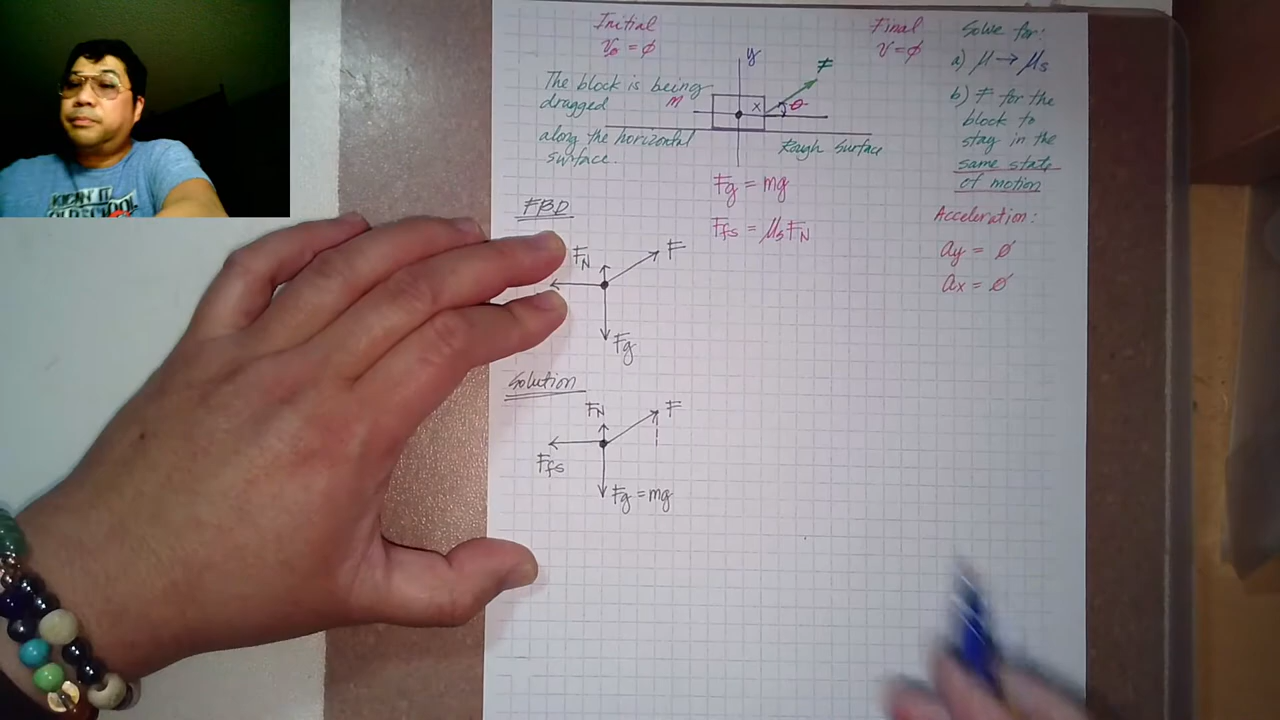 KICKIN' IT
OLD SCHOOL
Initial
v₀ = ϕ
Final
v = ϕ
Solve for:
a) μ → μs
b) F for the
block to
stag in the
same state
of motion
The block is being
dragged
along the horizontal
surface.
y
F
m
x
θ
Rough Surface
Fg = mg
Ffs = μs FN
Acceleration:
ay = ϕ
ax = ϕ
FBD
FN
F
Fg
Solution
FN
F
Ffs
Fg = mg